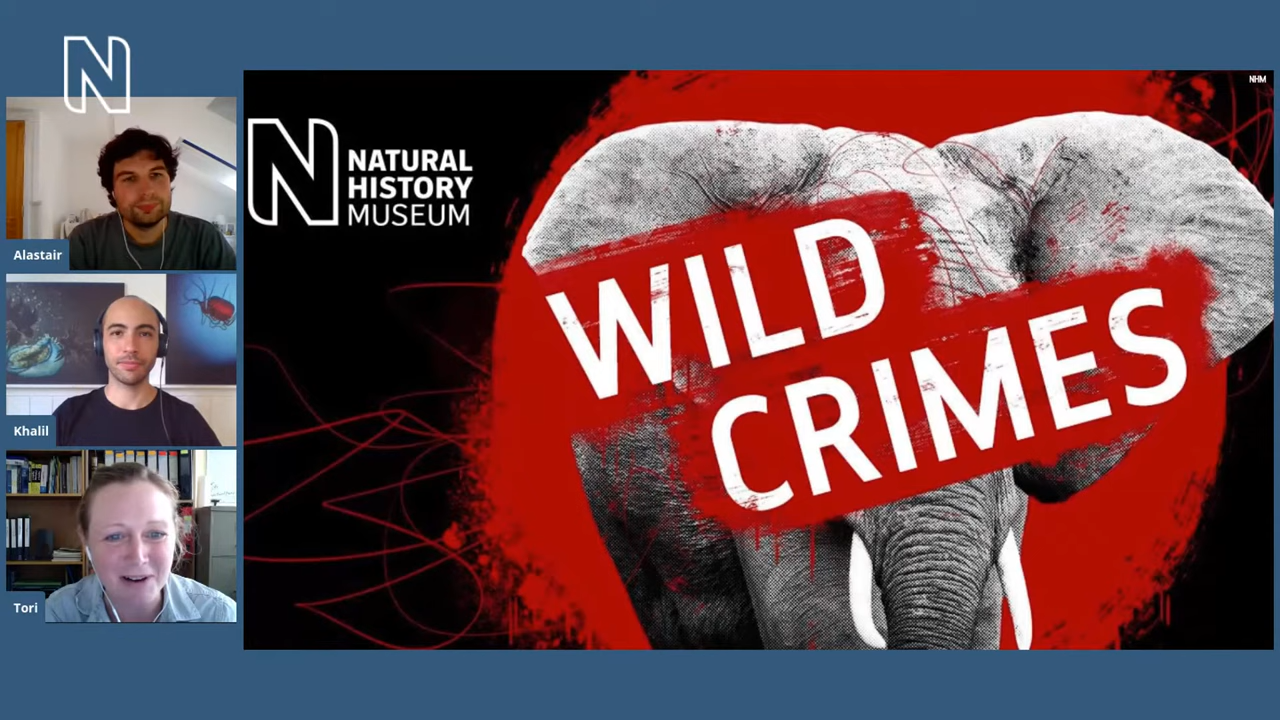 N
Alastair
Khalil
Tori
N NATURAL
HISTORY
MUSEUM
NHM
WILD
CRIMES